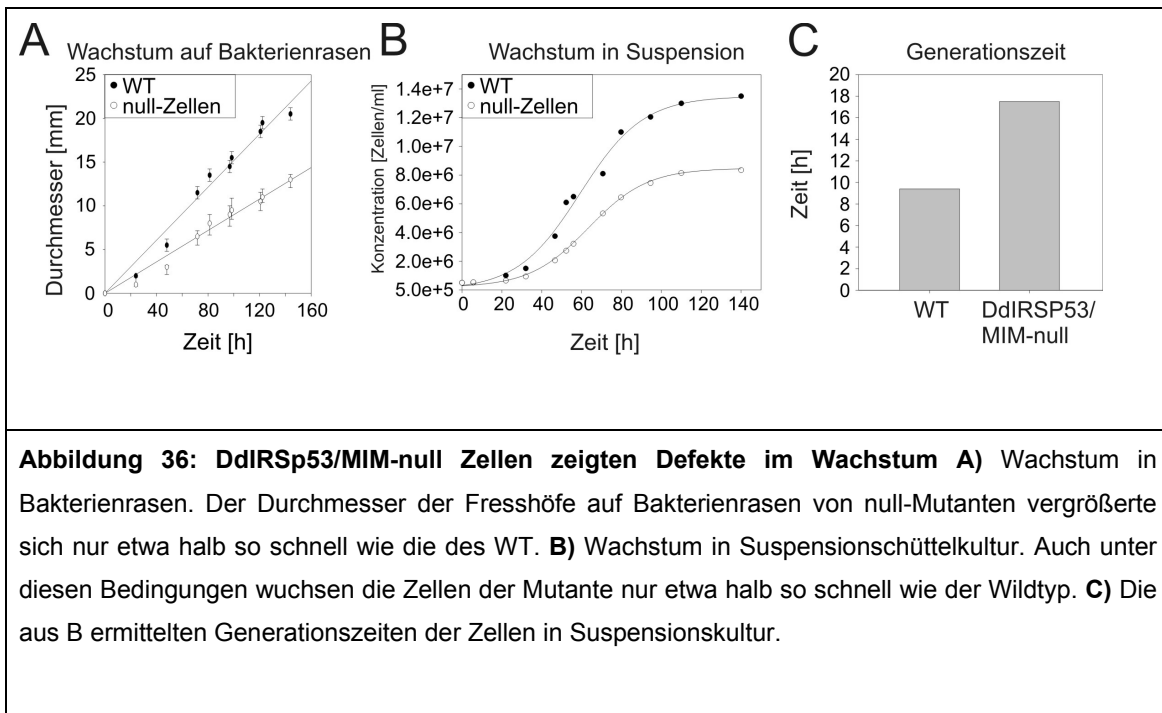 A Wachstum auf Bakterienrasen
WT
null-Zellen
25
20
15
10
5
0
Durchmesser [mm]
0 40 80 120 160
Zeit [h]
B Wachstum in Suspension
WT
null-Zellen
1.4e+7
1.2e+7
1.0e+7
8.0e+6
6.0e+6
4.0e+6
2.0e+6
5.0e+5
Konzentration [Zellen/ml]
0 20 40 60 80 100 120 140
Zeit [h]
C Generationszeit
20
18
16
14
12
10
8
6
4
2
0
Zeit [h]
WT DdIRSP53/
MIM-null
Abbildung 36: DdIRSp53/MIM-null Zellen zeigten Defekte im Wachstum A) Wachstum in
Bakterienrasen. Der Durchmesser der Fresshöfe auf Bakterienrasen von null-Mutanten vergrößerte
sich nur etwa halb so schnell wie die des WT. B) Wachstum in Suspensionschüttelkultur. Auch unter
diesen Bedingungen wuchsen die Zellen der Mutante nur etwa halb so schnell wie der Wildtyp. C) Die
aus B ermittelten Generationszeiten der Zellen in Suspensionskultur.